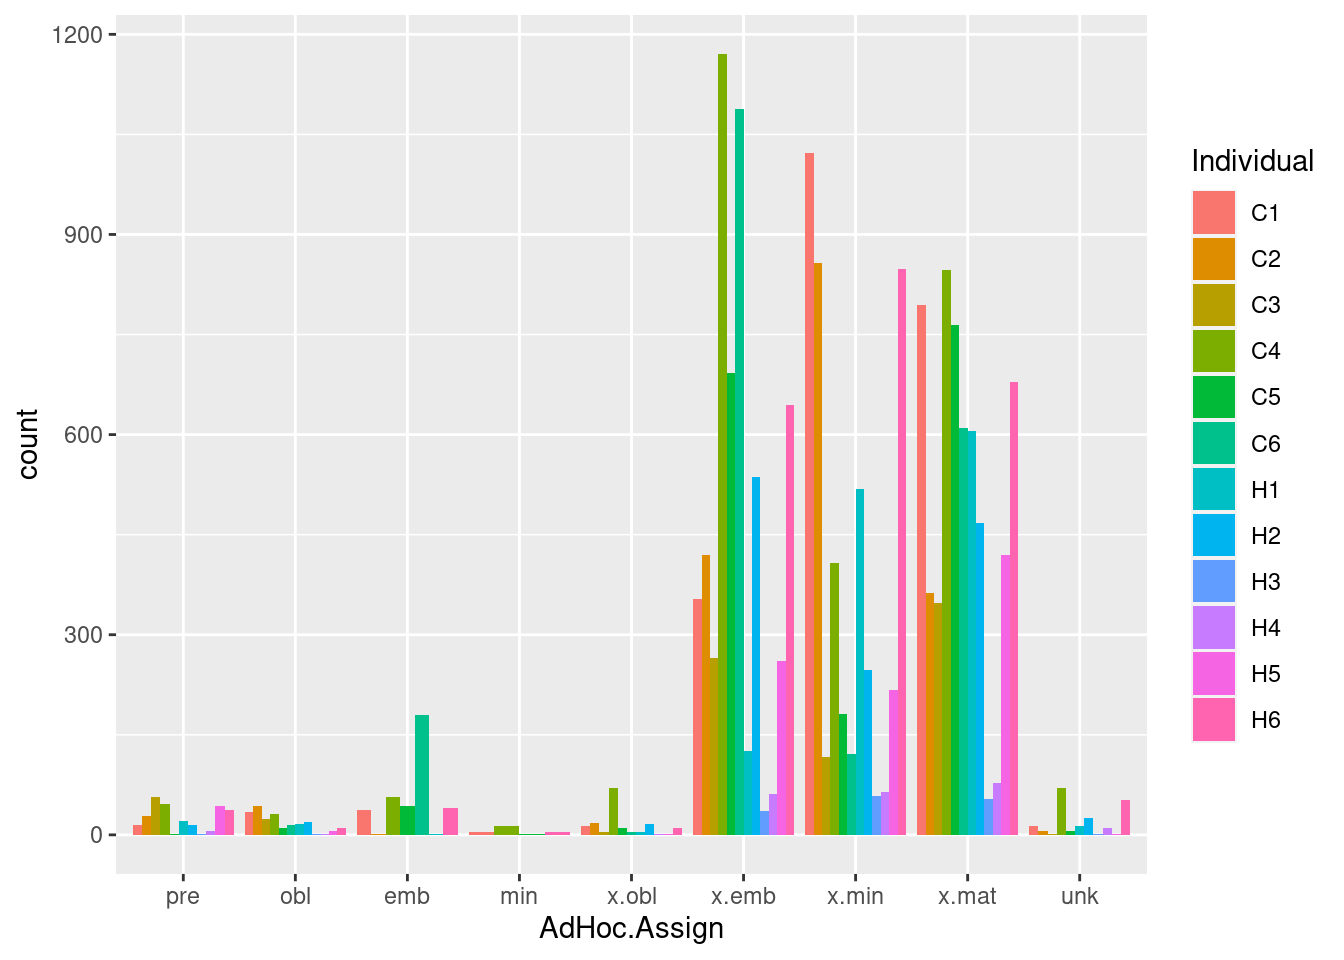 1200
900
600
300
0
count
pre obl emb min x.obl x.emb x.min x.mat unk
AdHoc.Assign
Individual
C1
C2
C3
C4
C5
C6
H1
H2
H3
H4
H5
H6